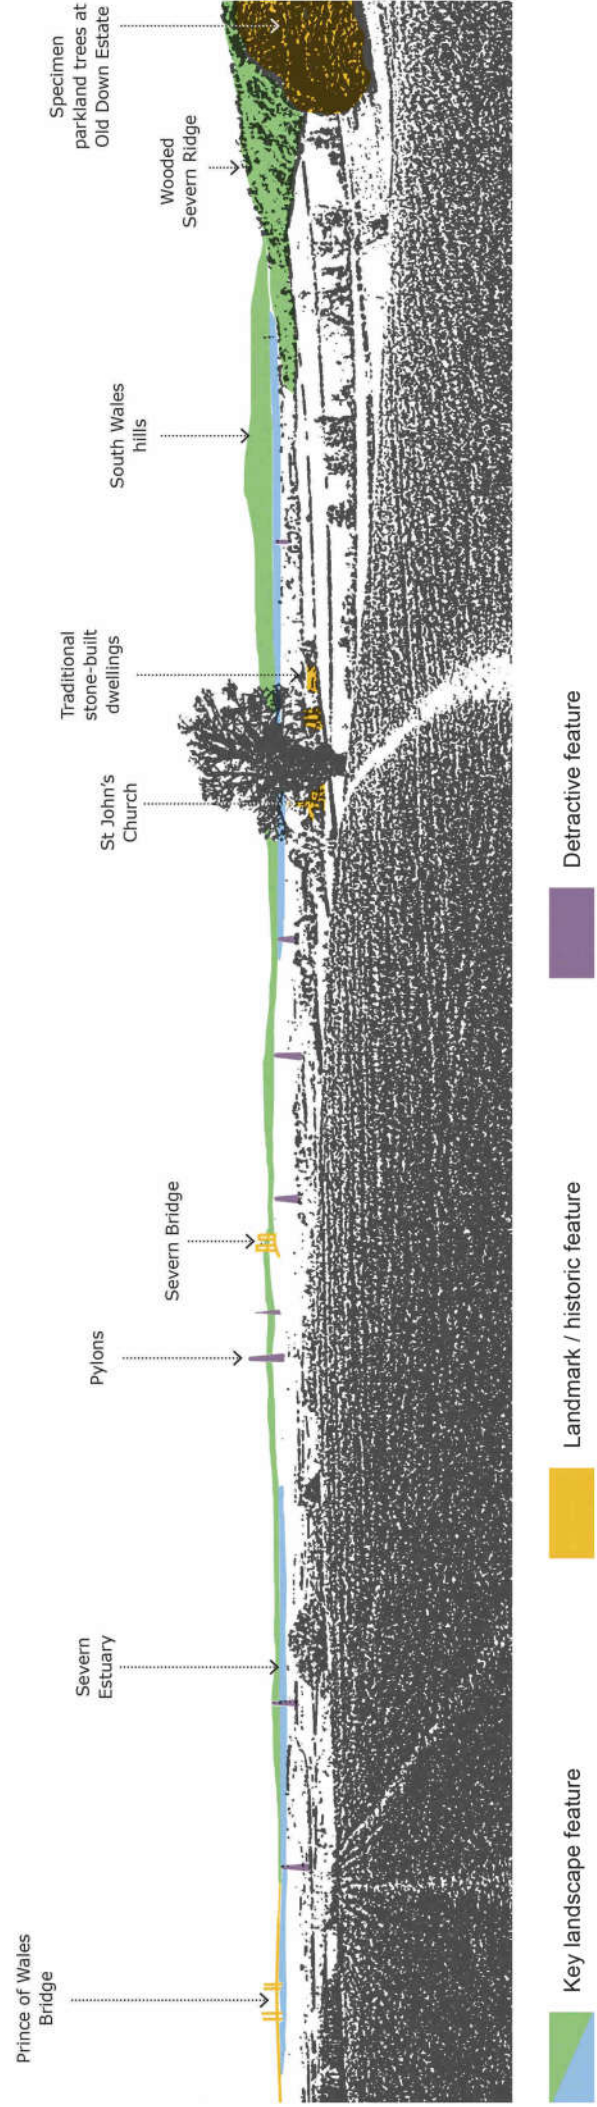 Prince of Wales
Bridge
Severn
Estuary
Pylons
Severn Bridge
St John's
Church
Traditional
stone-built
dwellings
South Wales
hills
Wooded
Severn Ridge
Specimen
parkland trees at
Old Down Estate
Key landscape feature
Landmark / historic feature
Detractive feature